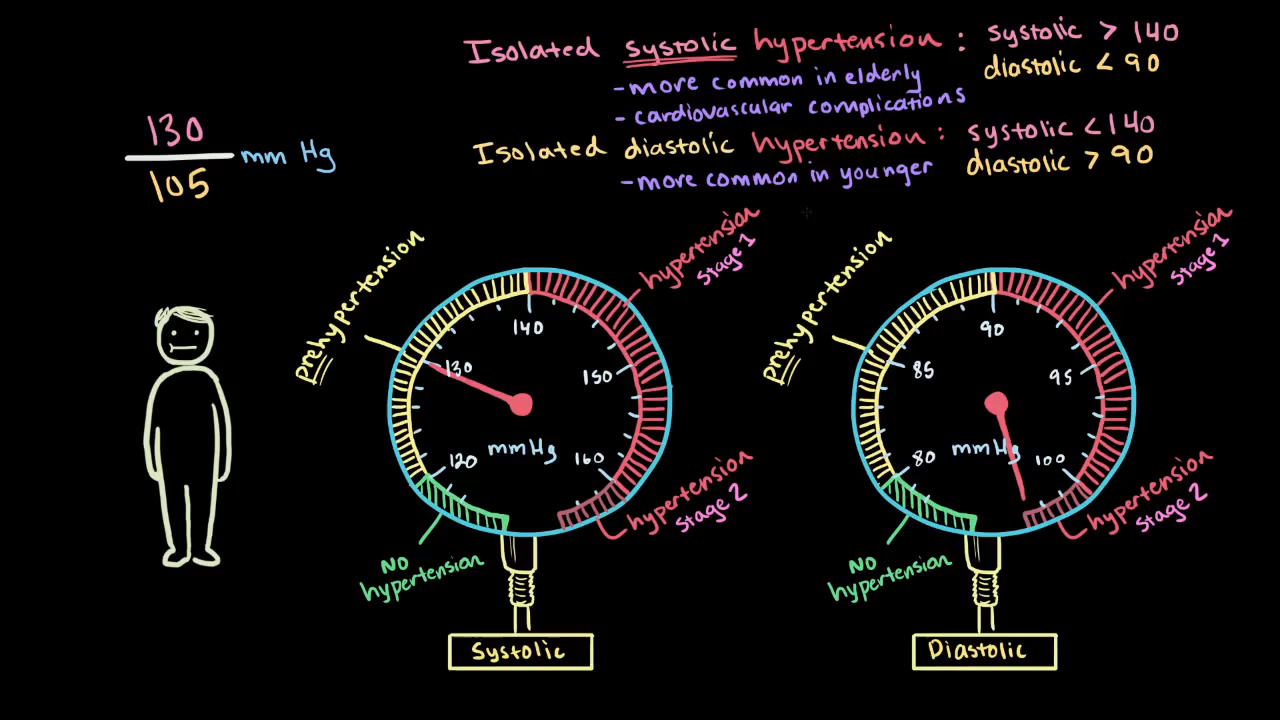 Isolated systolic hypertension : systolic > 140
diastolic < 90
- more common in elderly
- cardiovascular complications
130
105
mm Hg
Isolated diastolic hypertension : systolic < 140
diastolic > 90
- more common in younger
prehypertension
hypertension
stage 1
140
130
150
120
mmHg
160
hypertension
stage 2
NO
hypertension
Systolic
prehypertension
hypertension
stage 1
90
85
95
80
mmHg
100
hypertension
stage 2
NO
hypertension
Diastolic